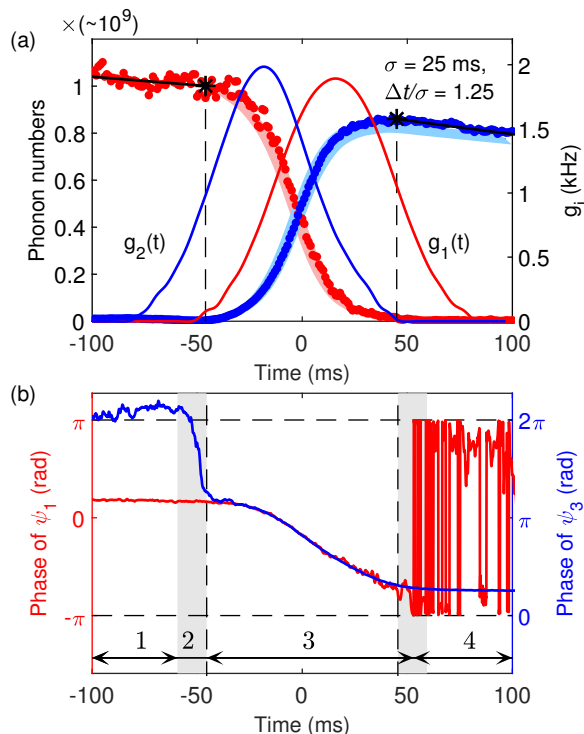 (a)
× (~10⁹)
σ = 25 ms,
Δt/σ = 1.25
g₂(t)
g₁(t)
Phonon numbers
0
0.2
0.4
0.6
0.8
1
gᵢ (kHz)
0
0.5
1
1.5
2
-100
-50
0
50
100
Time (ms)
(b)
Phase of ψ₁ (rad)
π
0
-π
Phase of ψ₃ (rad)
2π
π
0
1
2
3
4
-100
-50
0
50
100
Time (ms)